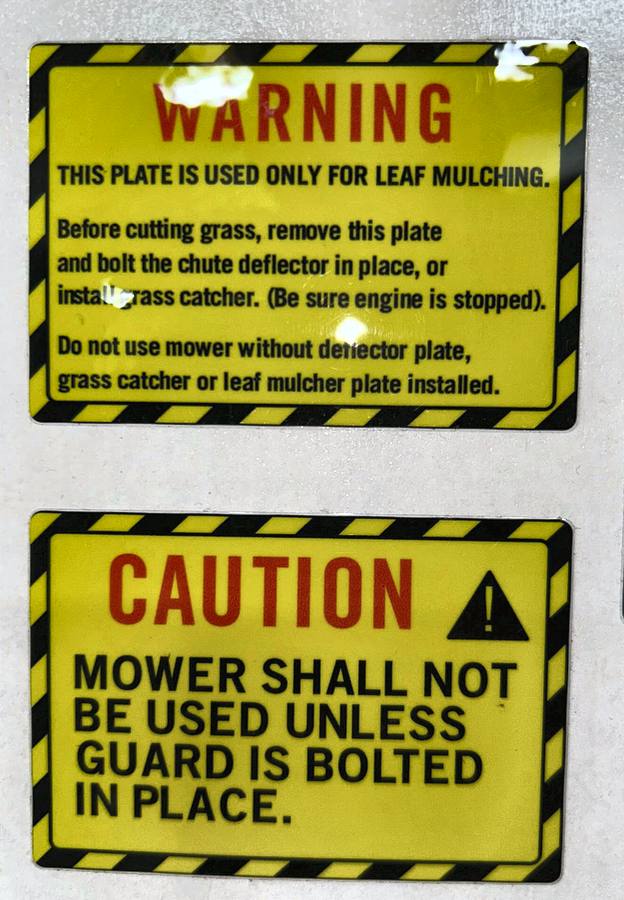 WARNING
THIS PLATE IS USED ONLY FOR LEAF MULCHING.
Before cutting grass, remove this plate
and bolt the chute deflector in place, or
install grass catcher. (Be sure engine is stopped).
Do not use mower without deflector plate,
grass catcher or leaf mulcher plate installed.
CAUTION
MOWER SHALL NOT
BE USED UNLESS
GUARD IS BOLTED
IN PLACE.